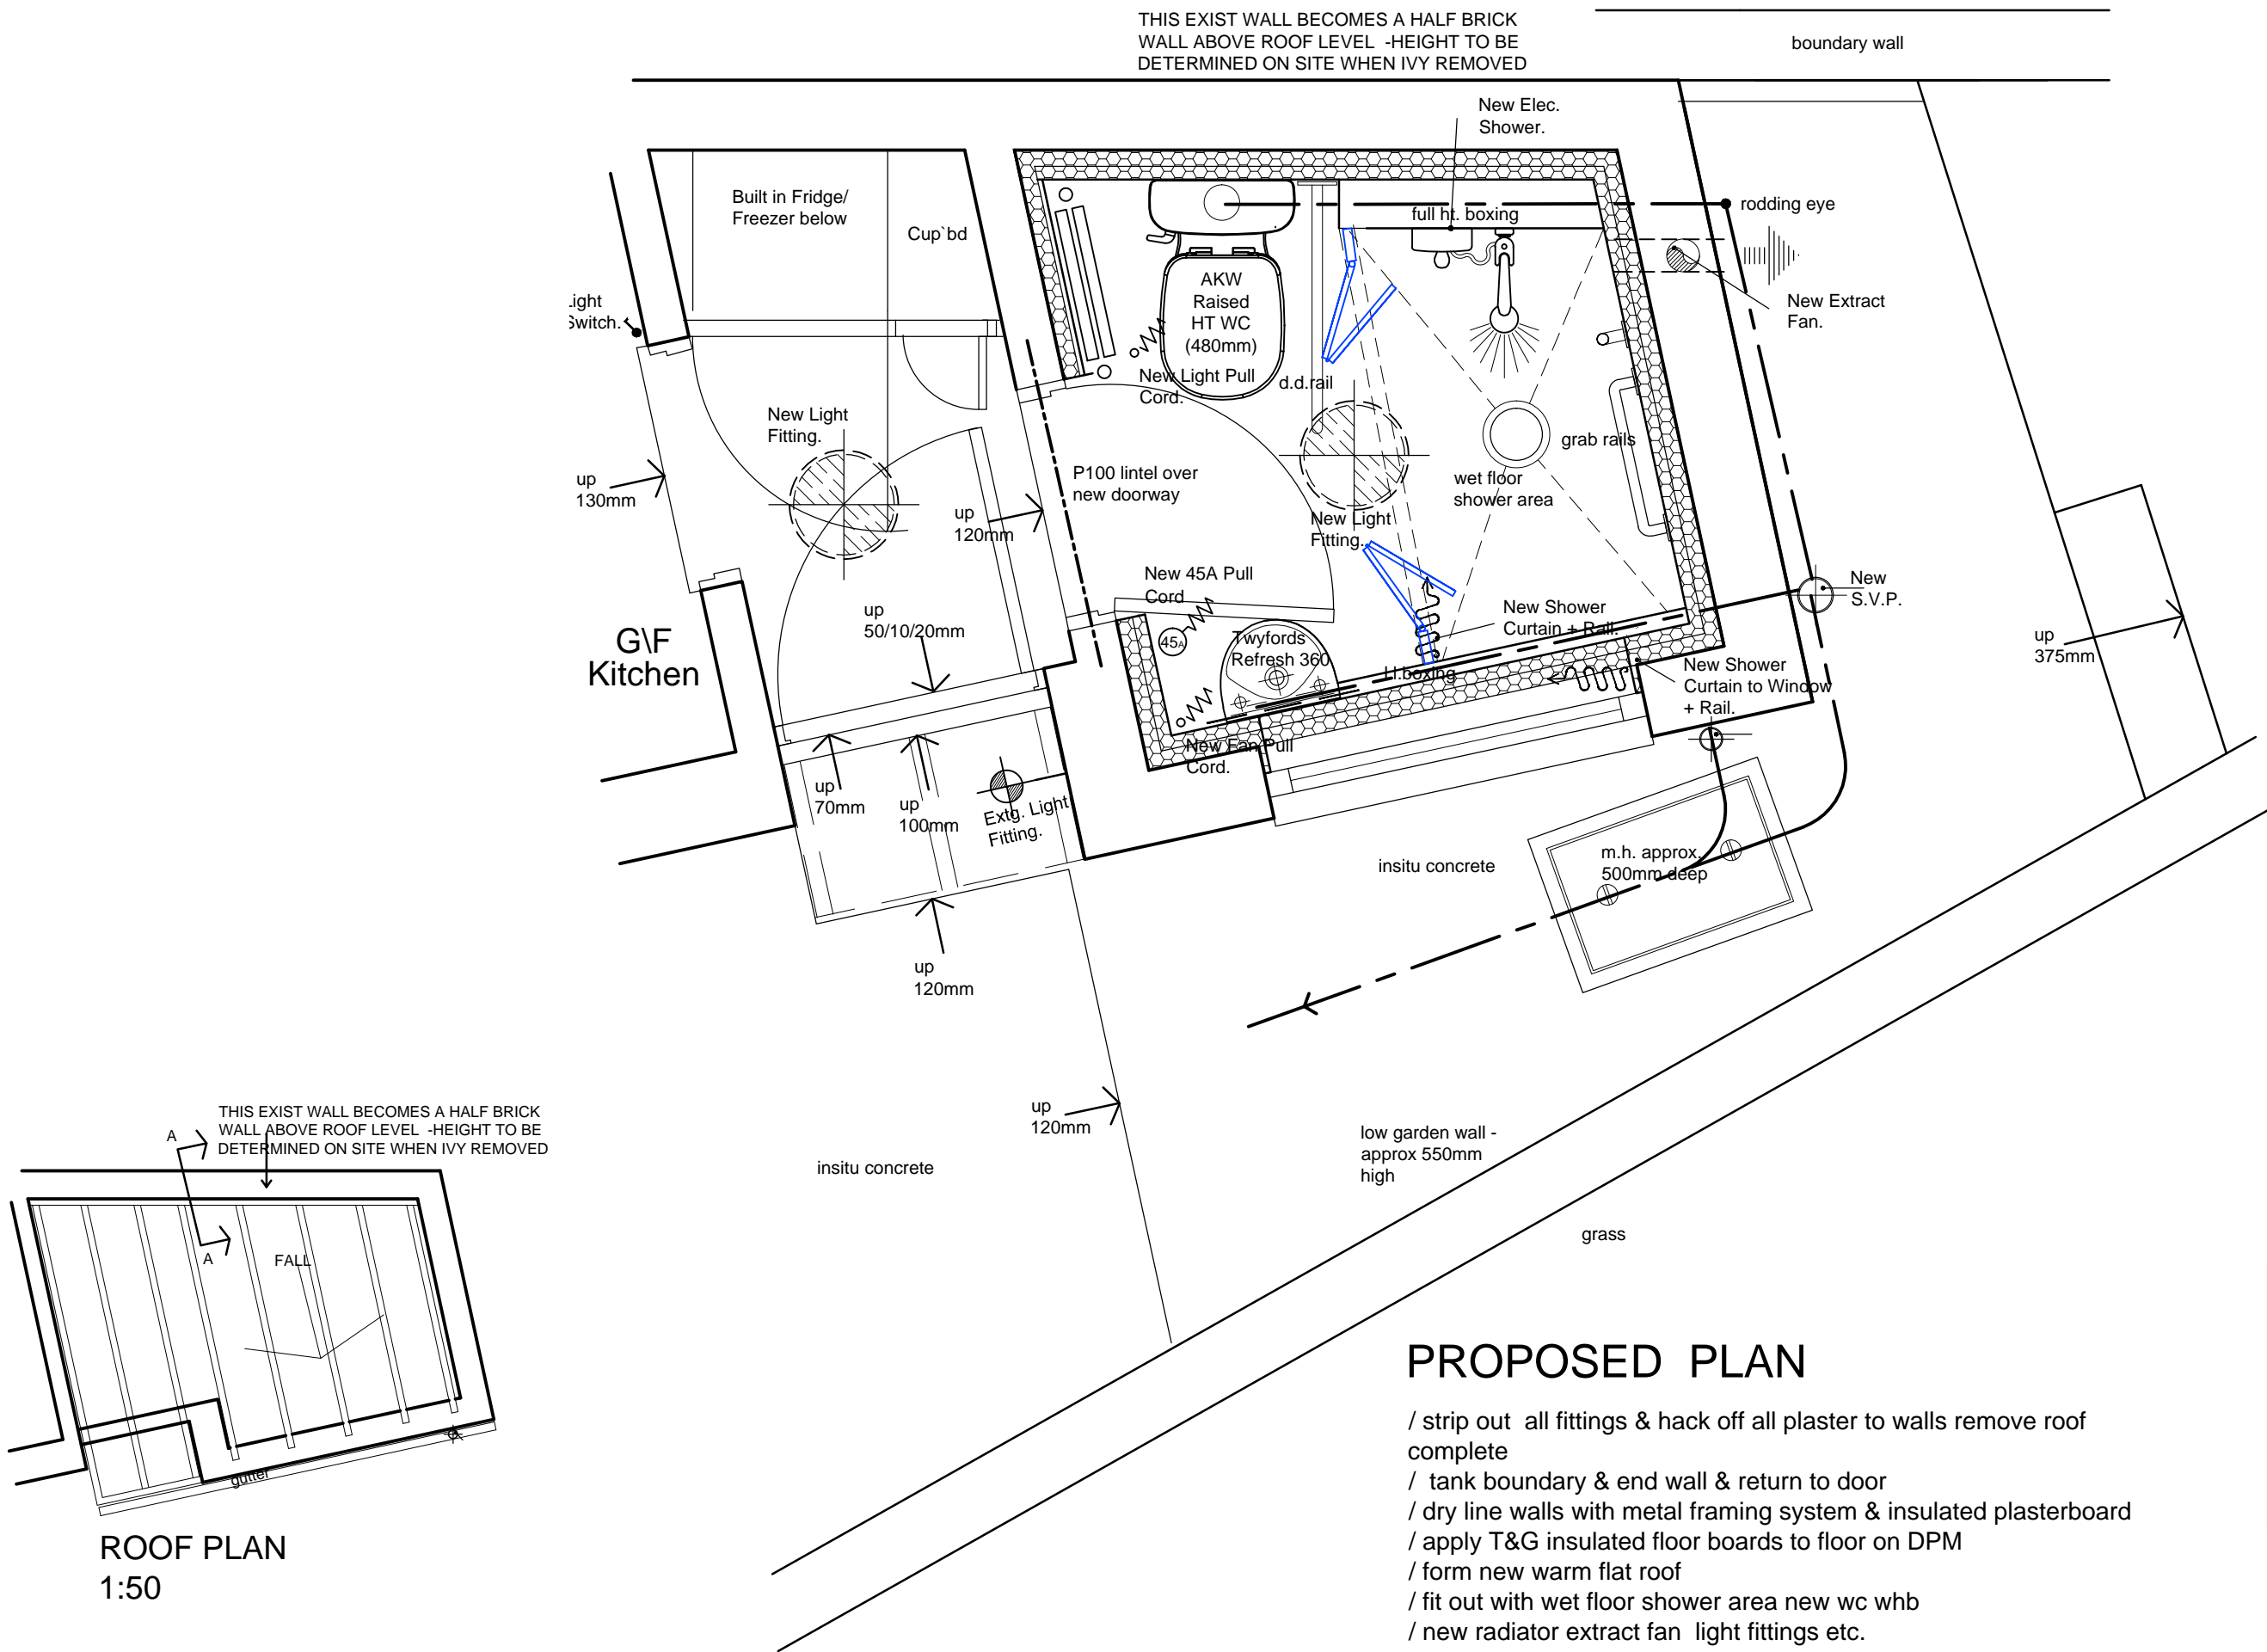 THIS EXIST WALL BECOMES A HALF BRICK
WALL ABOVE ROOF LEVEL -HEIGHT TO BE
DETERMINED ON SITE WHEN IVY REMOVED
boundary wall
New Elec.
Shower.
Built in Fridge/
Freezer below
Cup`bd
full ht. boxing
rodding eye
AKW
Raised
HT WC
(480mm)
New Extract
Fan.
Switch.
New Light Pull
Cord.
d.d.rail
New Light
Fitting.
grab rails
P100 lintel over
new doorway
wet floor
shower area
up
130mm
up
120mm
New Light
Fitting.
New 45A Pull
Cord
45A
New
S.V.P.
up
50/10/20mm
New Shower
Curtain + Rail.
G\F
Kitchen
Twyfords
Refresh 360
up
375mm
New Shower
Curtain to Window
+ Rail.
boxing
New Fan Pull
Cord.
up
70mm
up
100mm
Extg. Light
Fitting.
insitu concrete
m.h. approx.
500mm deep
up
120mm
up
120mm
low garden wall -
approx 550mm
high
insitu concrete
grass
THIS EXIST WALL BECOMES A HALF BRICK
WALL ABOVE ROOF LEVEL -HEIGHT TO BE
DETERMINED ON SITE WHEN IVY REMOVED
A
A
FALL
gutter
ROOF PLAN
1:50
PROPOSED PLAN
/ strip out all fittings & hack off all plaster to walls remove roof
complete
/ tank boundary & end wall & return to door
/ dry line walls with metal framing system & insulated plasterboard
/ apply T&G insulated floor boards to floor on DPM
/ form new warm flat roof
/ fit out with wet floor shower area new wc whb
/ new radiator extract fan light fittings etc.